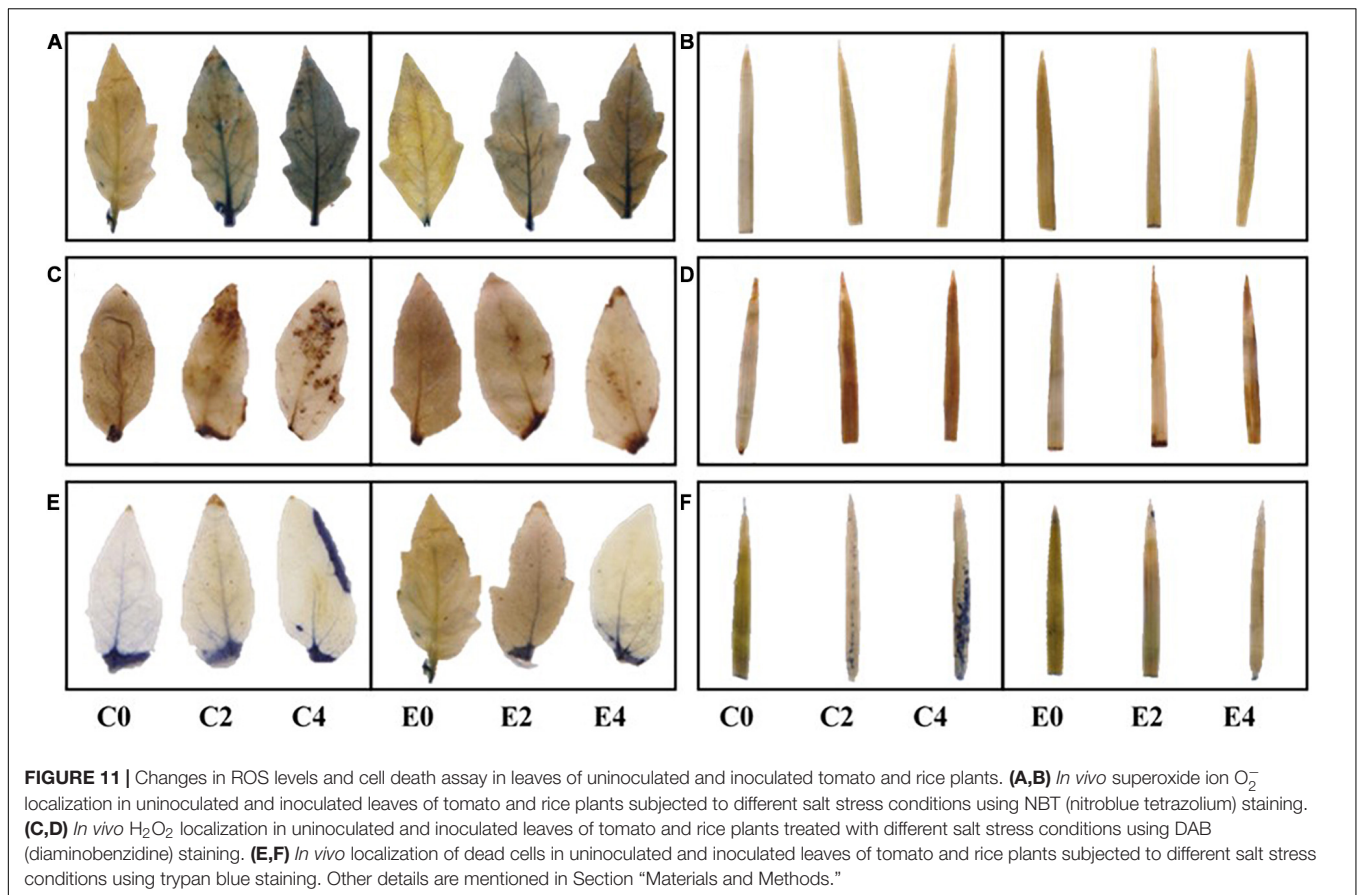 A
B
C
D
E
F
C0 C2 C4 E0 E2 E4 C0 C2 C4 E0 E2 E4
FIGURE 11 | Changes in ROS levels and cell death assay in leaves of uninoculated and inoculated tomato and rice plants. (A,B) In vivo superoxide ion O₂⁻
localization in uninoculated and inoculated leaves of tomato and rice plants subjected to different salt stress conditions using NBT (nitroblue tetrazolium) staining.
(C,D) In vivo H₂O₂ localization in uninoculated and inoculated leaves of tomato and rice plants treated with different salt stress conditions using DAB
(diaminobenzidine) staining. (E,F) In vivo localization of dead cells in uninoculated and inoculated leaves of tomato and rice plants subjected to different salt stress
conditions using trypan blue staining. Other details are mentioned in Section “Materials and Methods.”